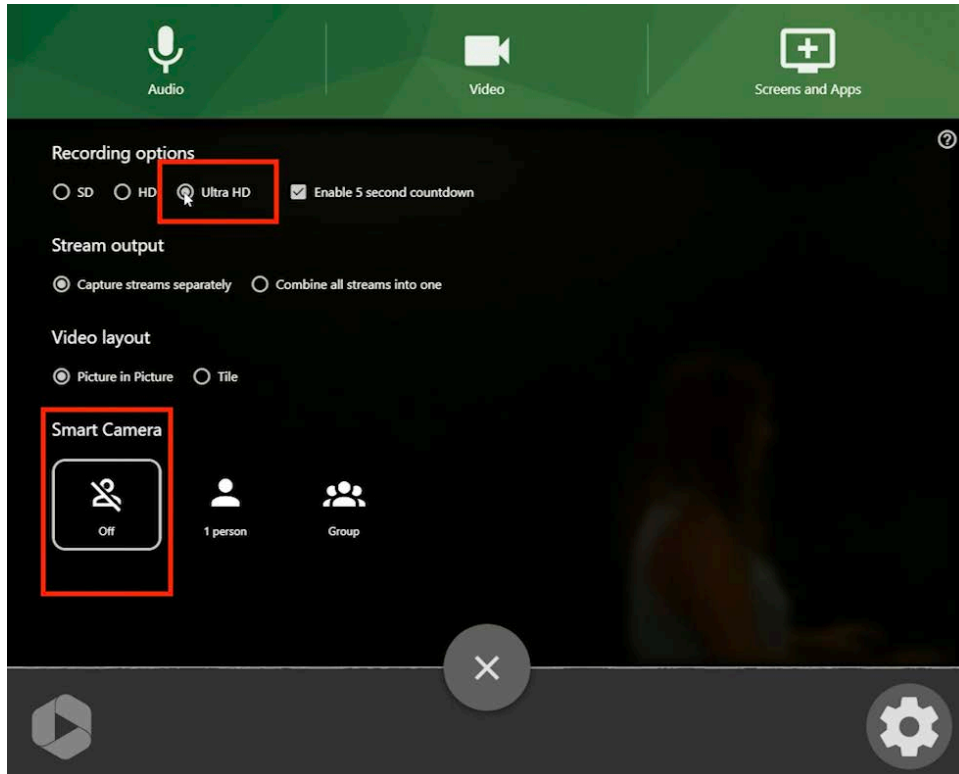 Audio Video Screens and Apps
Recording options
SD HD Ultra HD Enable 5 second countdown
Stream output
Capture streams separately Combine all streams into one
Video layout
Picture in Picture Tile
Smart Camera
Off 1 person Group